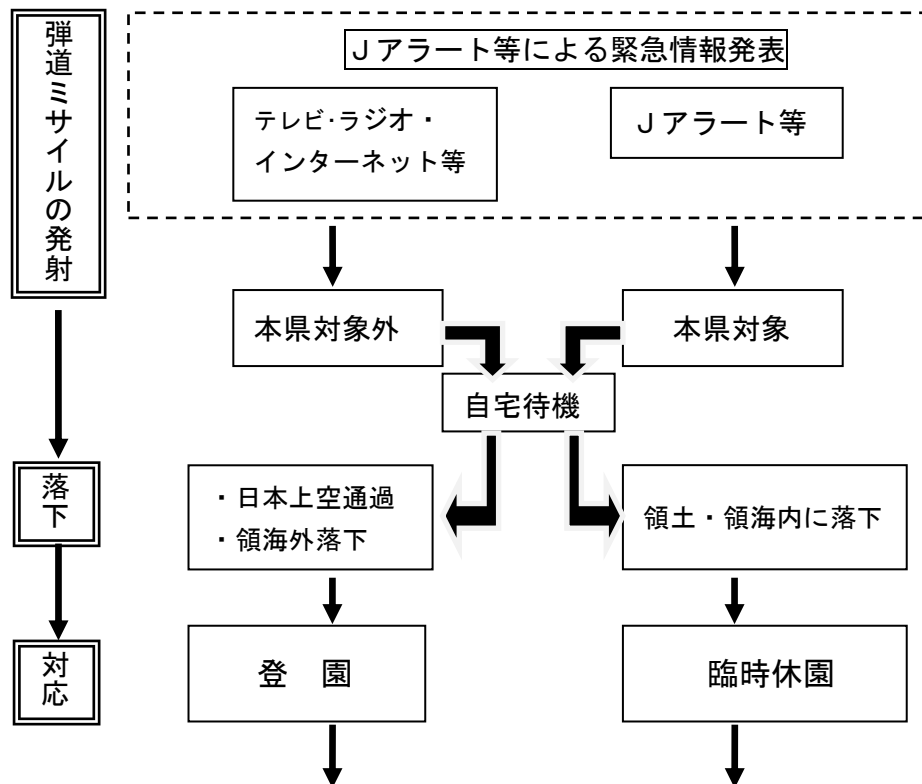 弾道ミサイルの発射
Jアラート等による緊急情報発表
テレビ・ラジオ・
インターネット等
Jアラート等
本県対象外
本県対象
自宅待機
落下
・日本上空通過
・領海外落下
領土・領海内に落下
対応
登　園
臨時休園